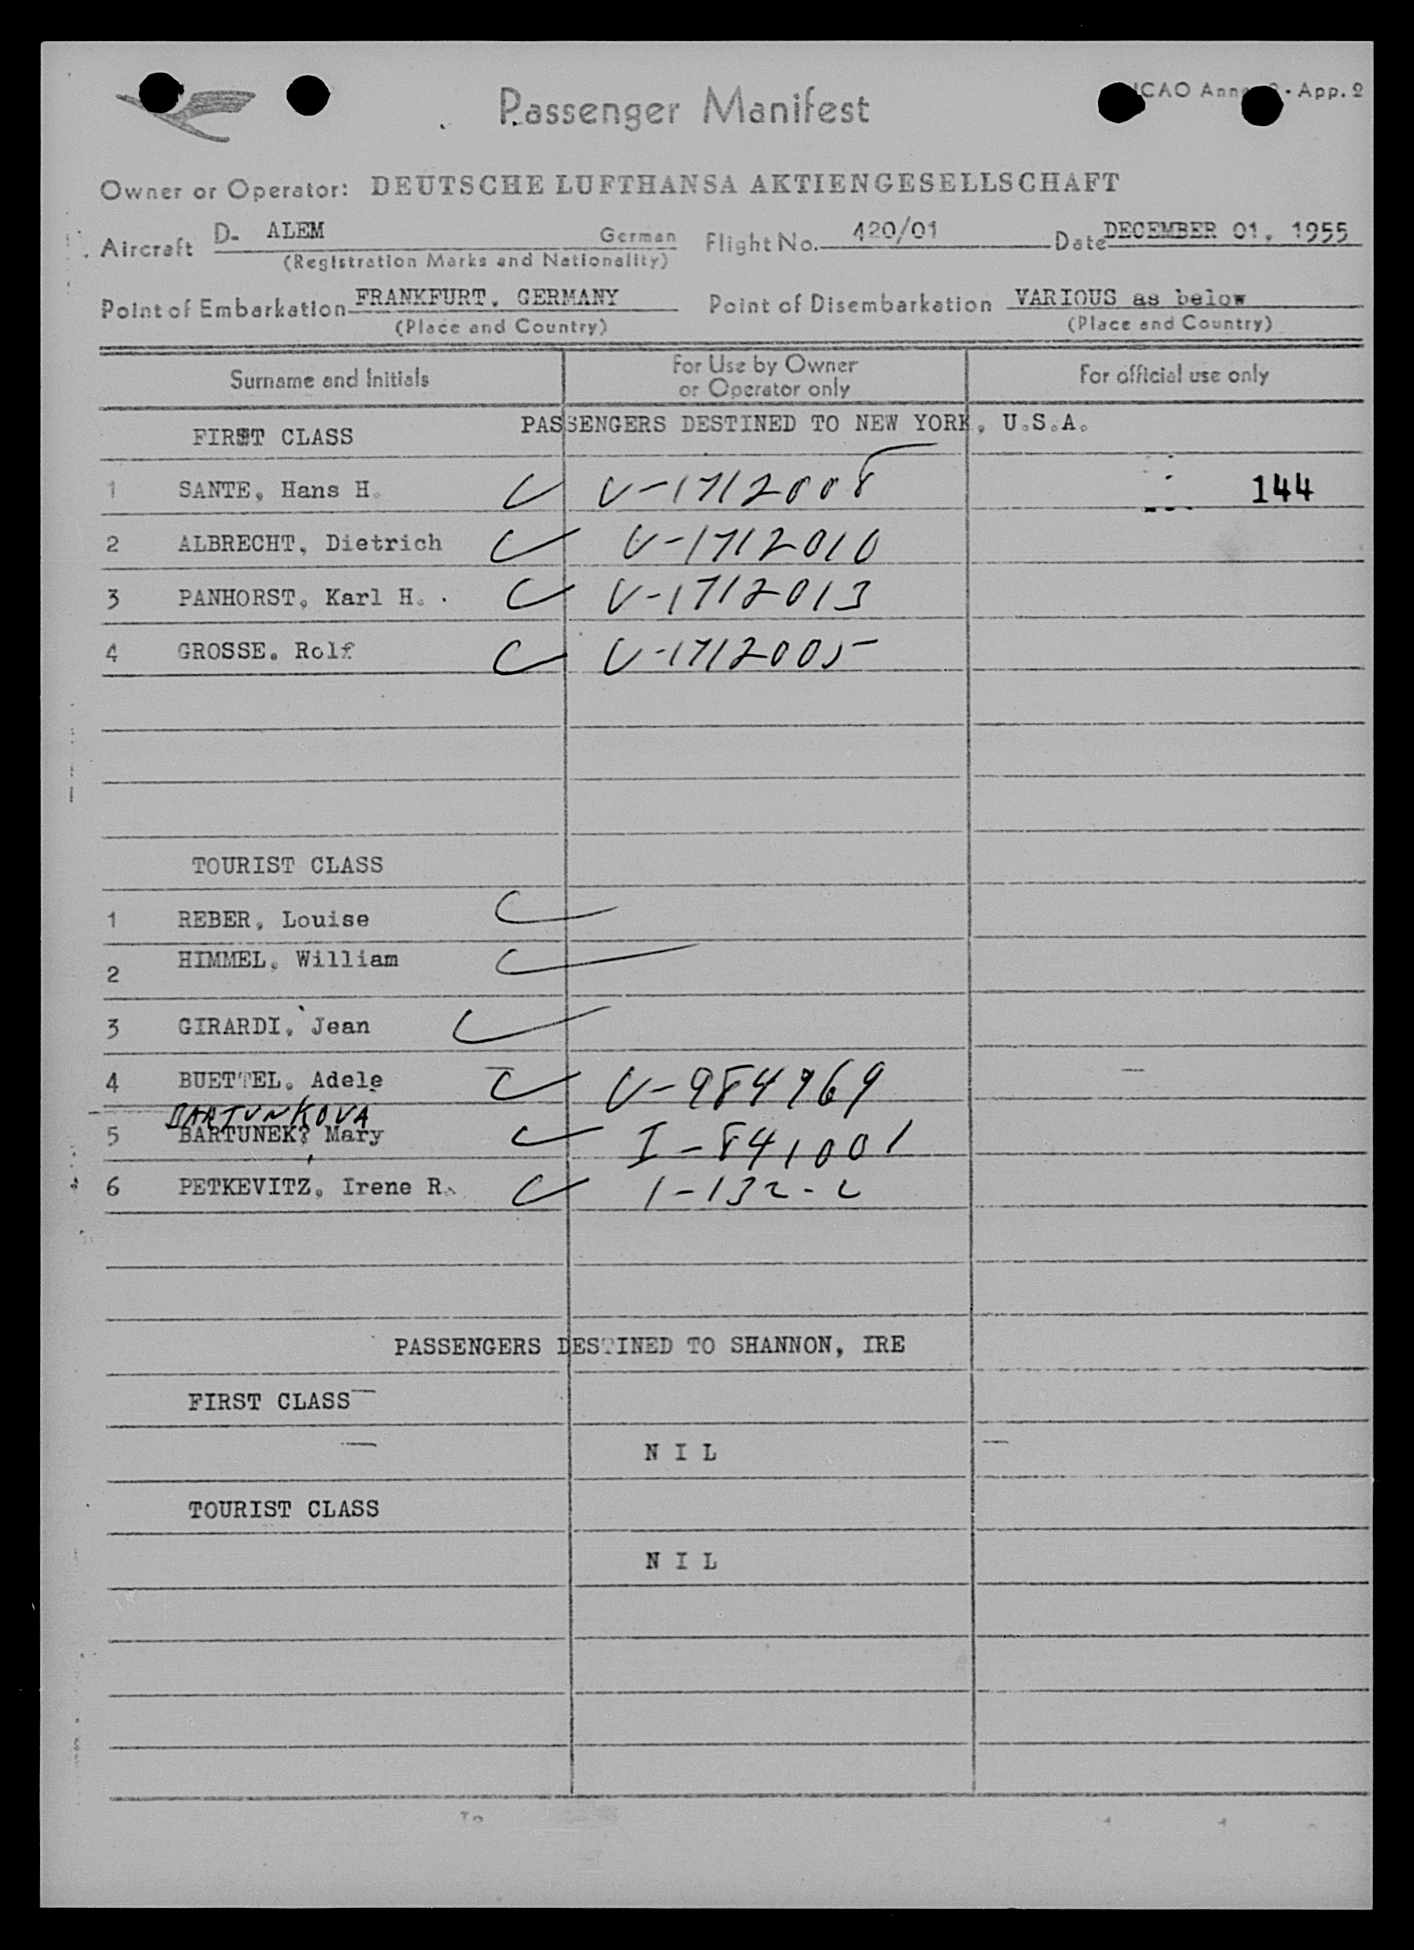 Passenger Manifest
ICAO Anne 9 · App. 2
Owner or Operator: DEUTSCHE LUFTHANSA AKTIENGESELLSCHAFT
Aircraft D- ALEM German Flight No. 420/01 Date DECEMBER 01, 1955
(Registration Marks and Nationality)
Point of Embarkation FRANKFURT, GERMANY Point of Disembarkation VARIOUS as below
(Place and Country) (Place and Country)
Surname and Initials For Use by Owner or Operator only For official use only
PASSENGERS DESTINED TO NEW YORK, U.S.A.
FIRST CLASS
1 SANTE, Hans H. V-1712008 144
2 ALBRECHT, Dietrich V-1712010
3 PANHORST, Karl H. V-1712013
4 GROSSE, Rolf V-1712005
TOURIST CLASS
1 REBER, Louise
2 HIMMEL, William
3 GIRARDI, Jean
4 BUETTEL, Adele V-984969
BARTUNKOVA
5 BARTUNEK, Mary I-841001
6 PETKEVITZ, Irene R. 1-132-2
PASSENGERS DESTINED TO SHANNON, IRE
FIRST CLASS
N I L
TOURIST CLASS
N I L